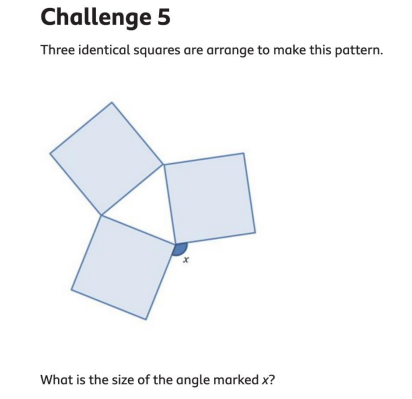 Challenge 5
Three identical squares are arrange to make this pattern.
x
What is the size of the angle marked x?